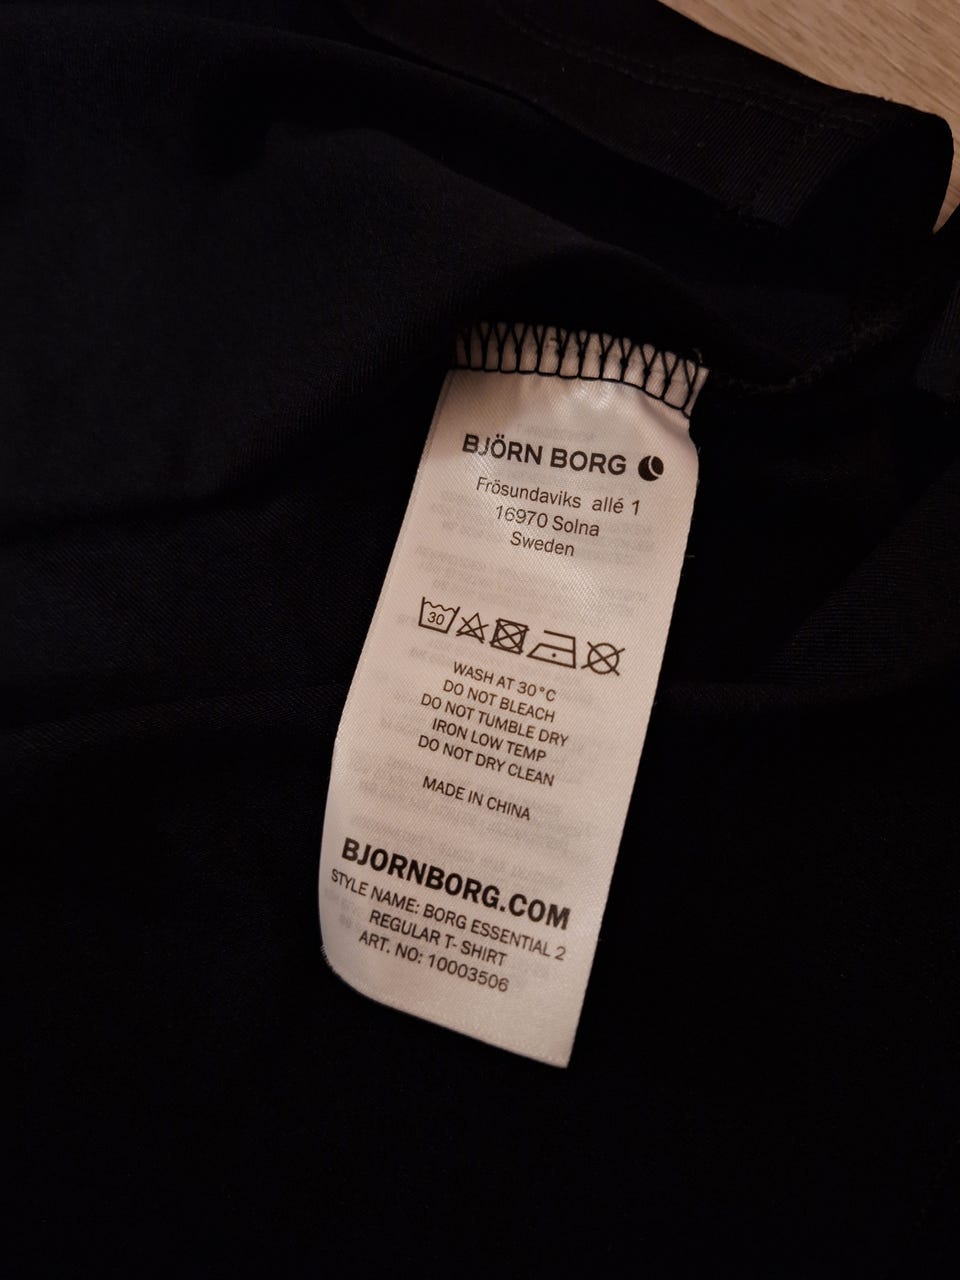 BJÖRN BORG
Frösundaviks allé 1
16970 Solna
Sweden
30
WASH AT 30°C
DO NOT BLEACH
DO NOT TUMBLE DRY
IRON LOW TEMP
DO NOT DRY CLEAN
MADE IN CHINA
BJORNBORG.COM
STYLE NAME: BORG ESSENTIAL 2
REGULAR T- SHIRT
ART. NO: 10003506